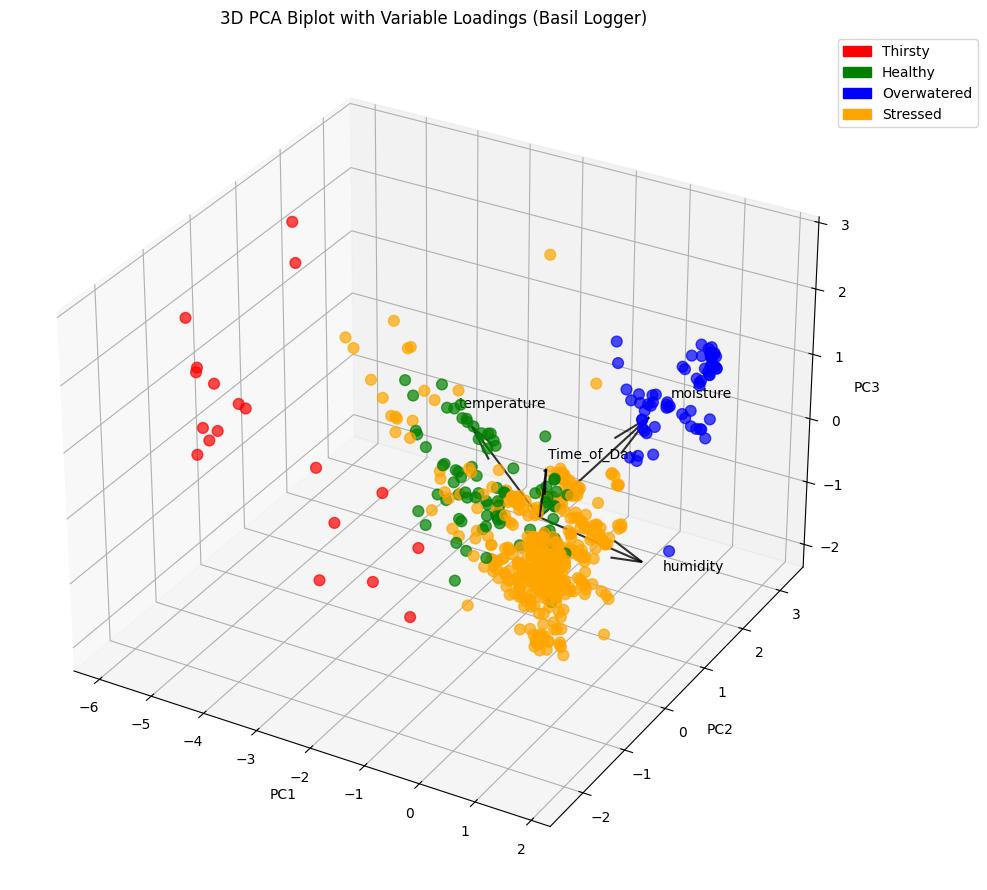 3D PCA Biplot with Variable Loadings (Basil Logger)
Thirsty
Healthy
Overwatered
Stressed
3
2
1
0
−1
−2
PC3
moisture
temperature
Time_of_Day
humidity
3
2
1
0
−1
−2
PC2
−6
−5
−4
−3
−2
−1
0
1
2
PC1